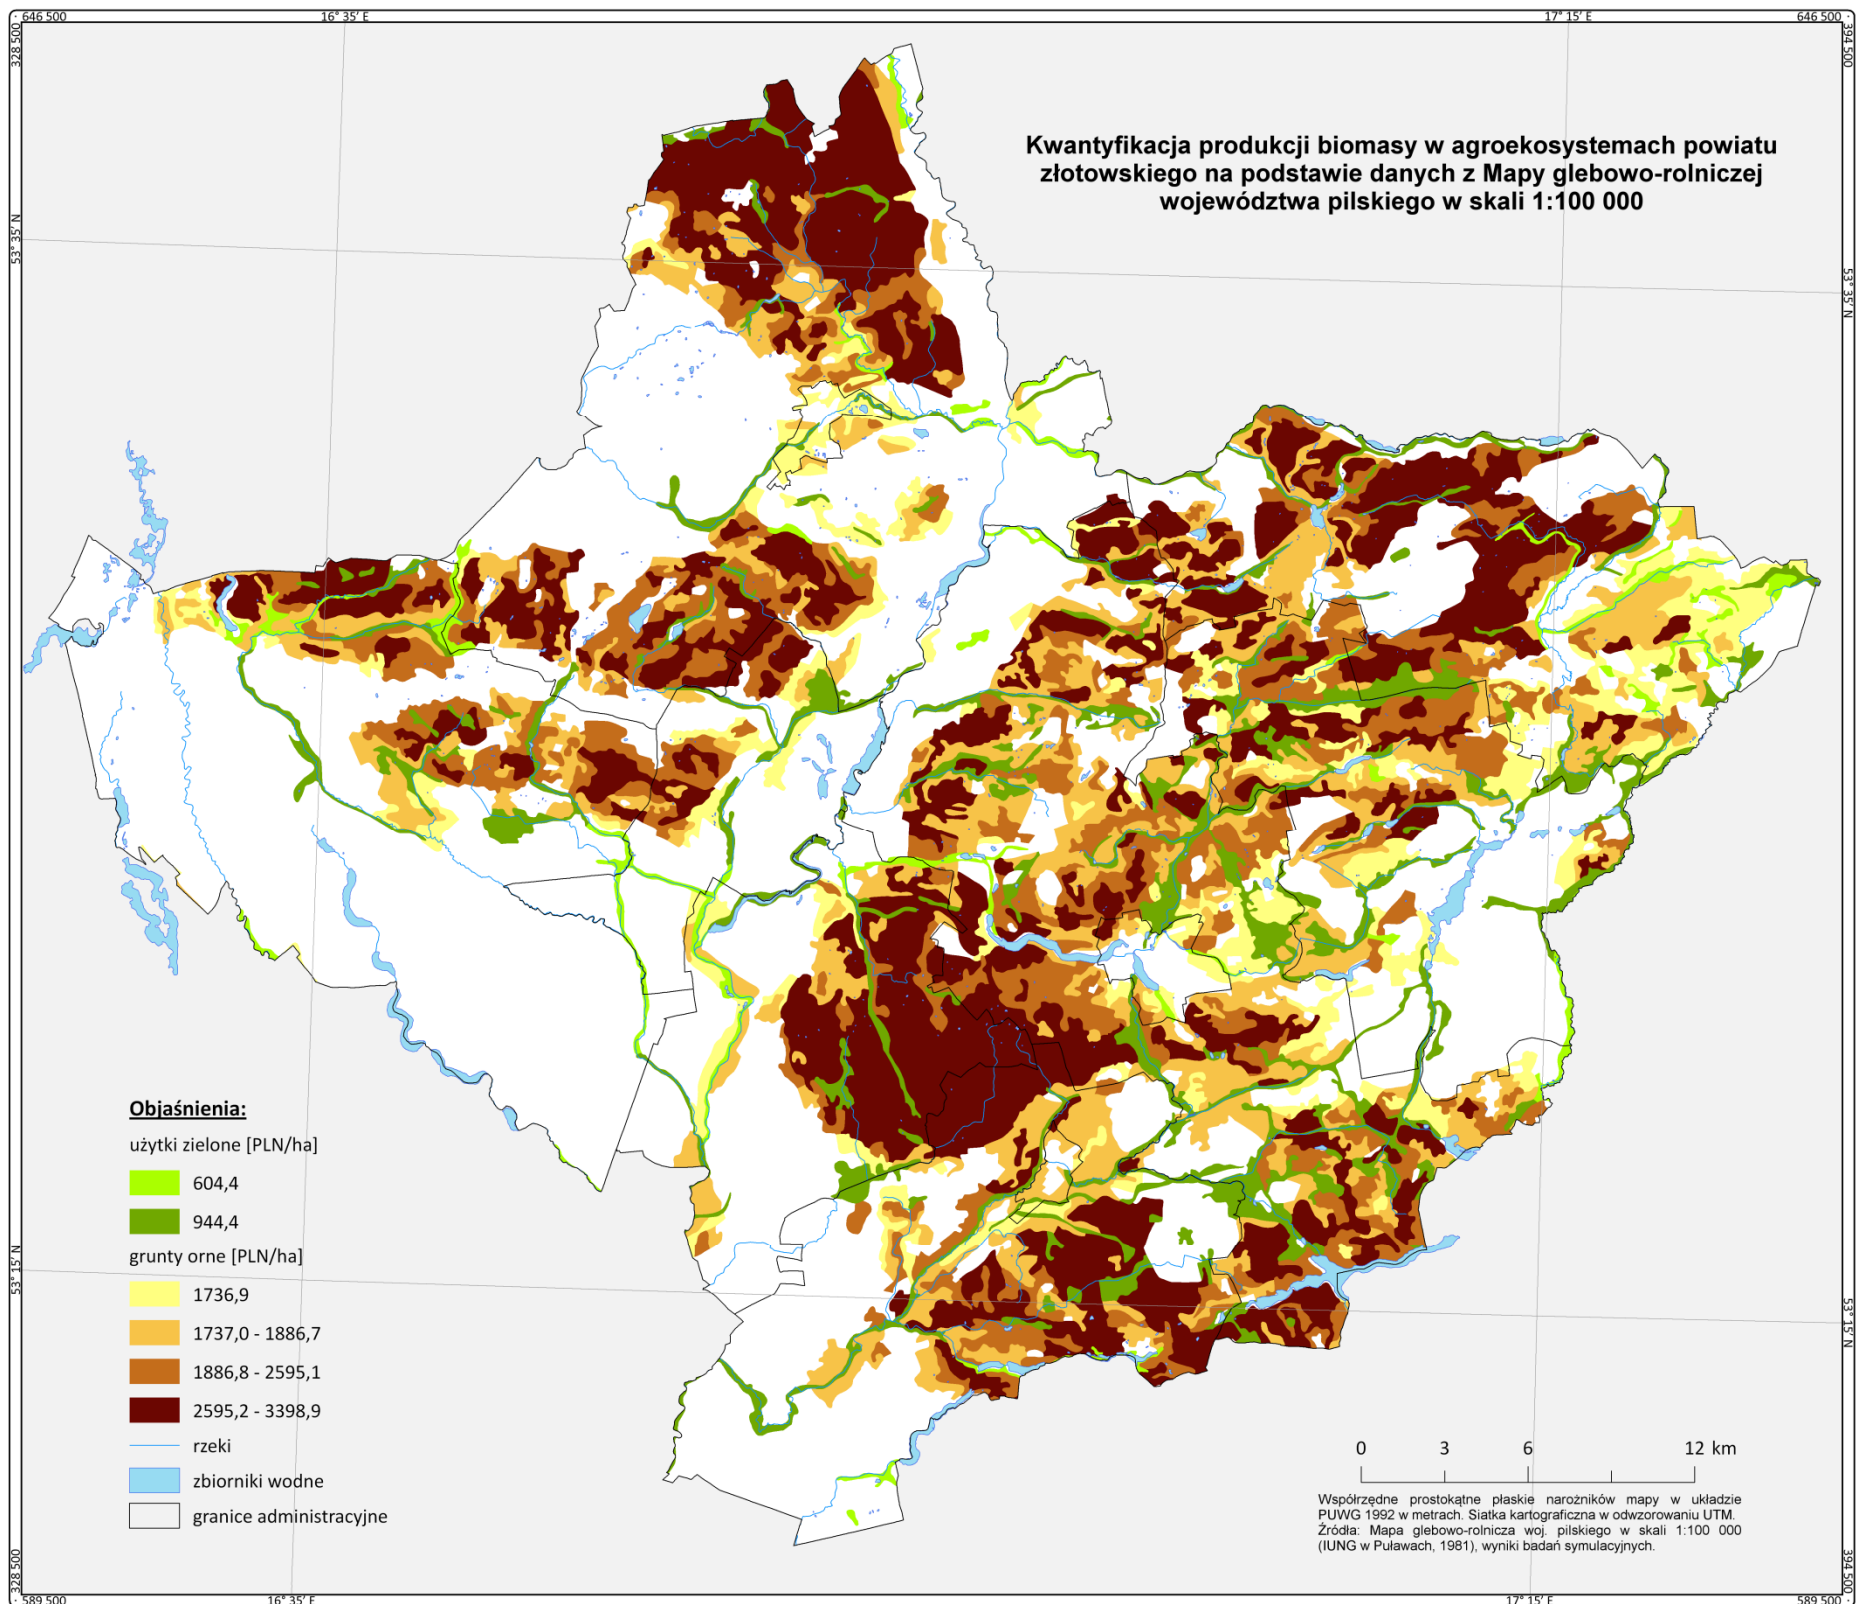 646 500
16° 35' E
17° 15' E
646 500
328 500
394 500
Kwantyfikacja produkcji biomasy w agroekosystemach powiatu
złotowskiego na podstawie danych z Mapy glebowo-rolniczej
województwa pilskiego w skali 1:100 000
53° 35' N
53° 35' N
Objaśnienia:
użytki zielone [PLN/ha]
604,4
944,4
grunty orne [PLN/ha]
1736,9
1737,0 - 1886,7
1886,8 - 2595,1
2595,2 - 3398,9
rzeki
zbiorniki wodne
granice administracyjne
53° 15' N
53° 15' N
0 3 6 12 km
Współrzędne prostokątne płaskie narożników mapy w układzie
PUWG 1992 w metrach. Siatka kartograficzna w odwzorowaniu UTM.
Źródła: Mapa glebowo-rolnicza woj. pilskiego w skali 1:100 000
(IUNG w Puławach, 1981), wyniki badań symulacyjnych.
328 500
394 500
589 500
16° 35' E
17° 15' E
589 500